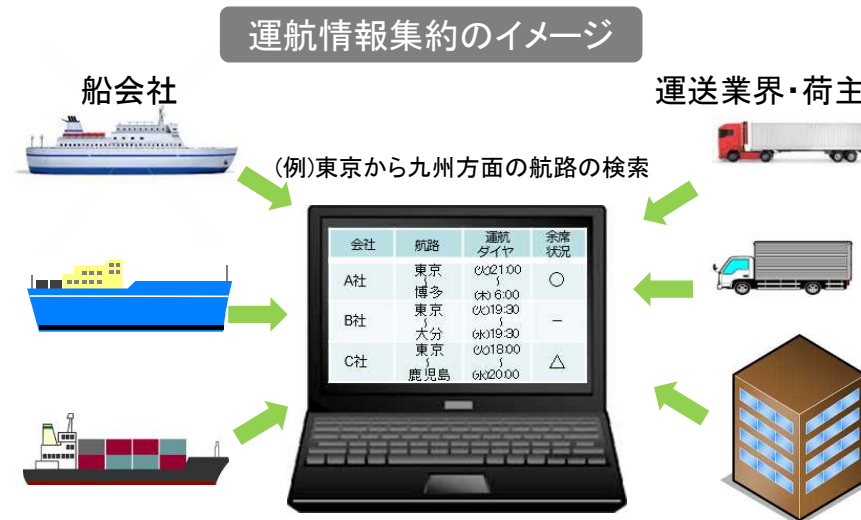 運航情報集約のイメージ
船会社
運送業界・荷主
(例)東京から九州方面の航路の検索
会社 航路 運航ダイヤ 余席状況
A社 東京～博多 (火)21:00～(木)6:00 ○
B社 東京～大分 (火)19:30～(水)19:30 －
C社 東京～鹿児島 (火)18:00～(水)20:00 △